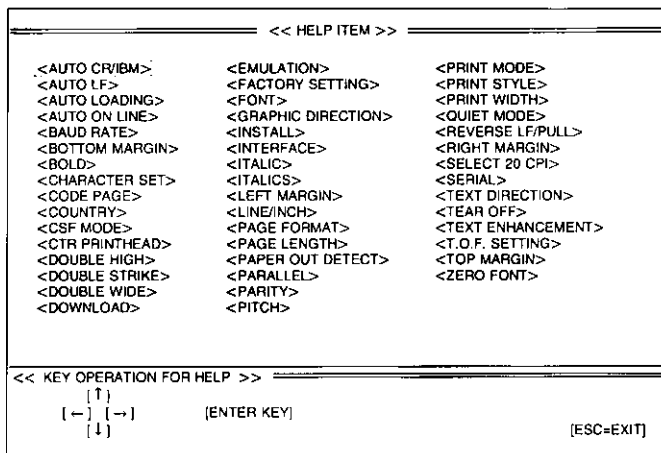 << HELP ITEM >>
<AUTO CR/IBM> <EMULATION> <PRINT MODE>
<AUTO LF> <FACTORY SETTING> <PRINT STYLE>
<AUTO LOADING> <FONT> <PRINT WIDTH>
<AUTO ON LINE> <GRAPHIC DIRECTION> <QUIET MODE>
<BAUD RATE> <INSTALL> <REVERSE LF/PULL>
<BOTTOM MARGIN> <INTERFACE> <RIGHT MARGIN>
<BOLD> <ITALIC> <SELECT 20 CPI>
<CHARACTER SET> <ITALICS> <SERIAL>
<CODE PAGE> <LEFT MARGIN> <TEXT DIRECTION>
<COUNTRY> <LINE/INCH> <TEAR OFF>
<CSF MODE> <PAGE FORMAT> <TEXT ENHANCEMENT>
<CTR PRINTHEAD> <PAGE LENGTH> <T.O.F. SETTING>
<DOUBLE HIGH> <PAPER OUT DETECT> <TOP MARGIN>
<DOUBLE STRIKE> <PARALLEL> <ZERO FONT>
<DOUBLE WIDE> <PARITY>
<DOWNLOAD> <PITCH>
<< KEY OPERATION FOR HELP >>
[↑]
[←] [→] [ENTER KEY]
[↓] [ESC=EXIT]